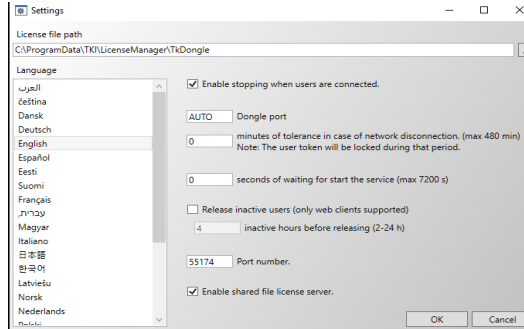 Settings
License file path
C:\ProgramData\TKI\LicenseManager\TkDongle
Language
العرب
čeština
Dansk
Deutsch
English
Español
Eesti
Suomi
Français
עברית,
Magyar
Italiano
日本語
한국어
Latviešu
Norsk
Nederlands
Polski
Enable stopping when users are connected.
AUTO Dongle port
0 minutes of tolerance in case of network disconnection. (max 480 min)
Note: The user token will be locked during that period.
0 seconds of waiting for start the service (max 7200 s)
Release inactive users (only web clients supported)
4 inactive hours before releasing (2-24 h)
55174 Port number.
Enable shared file license server.
OK Cancel